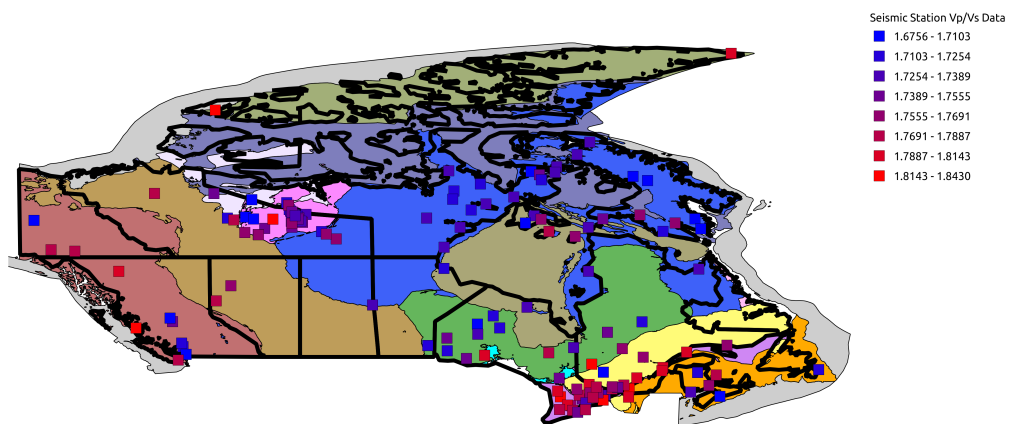 Seismic Station Vp/Vs Data
1.6756 - 1.7103
1.7103 - 1.7254
1.7254 - 1.7389
1.7389 - 1.7555
1.7555 - 1.7691
1.7691 - 1.7887
1.7887 - 1.8143
1.8143 - 1.8430